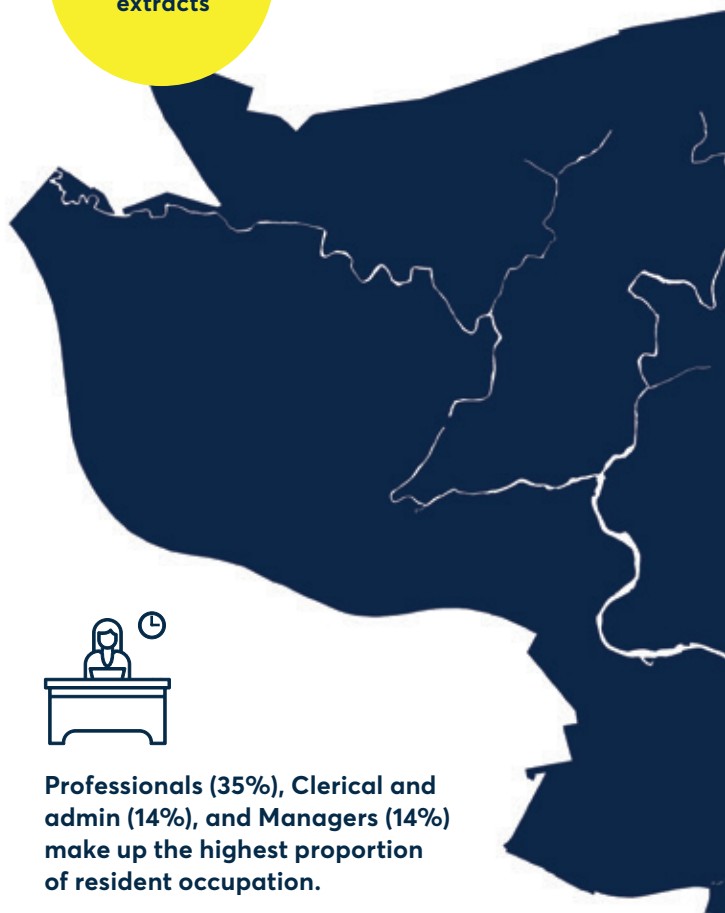 extracts
Professionals (35%), Clerical and
admin (14%), and Managers (14%)
make up the highest proportion
of resident occupation.